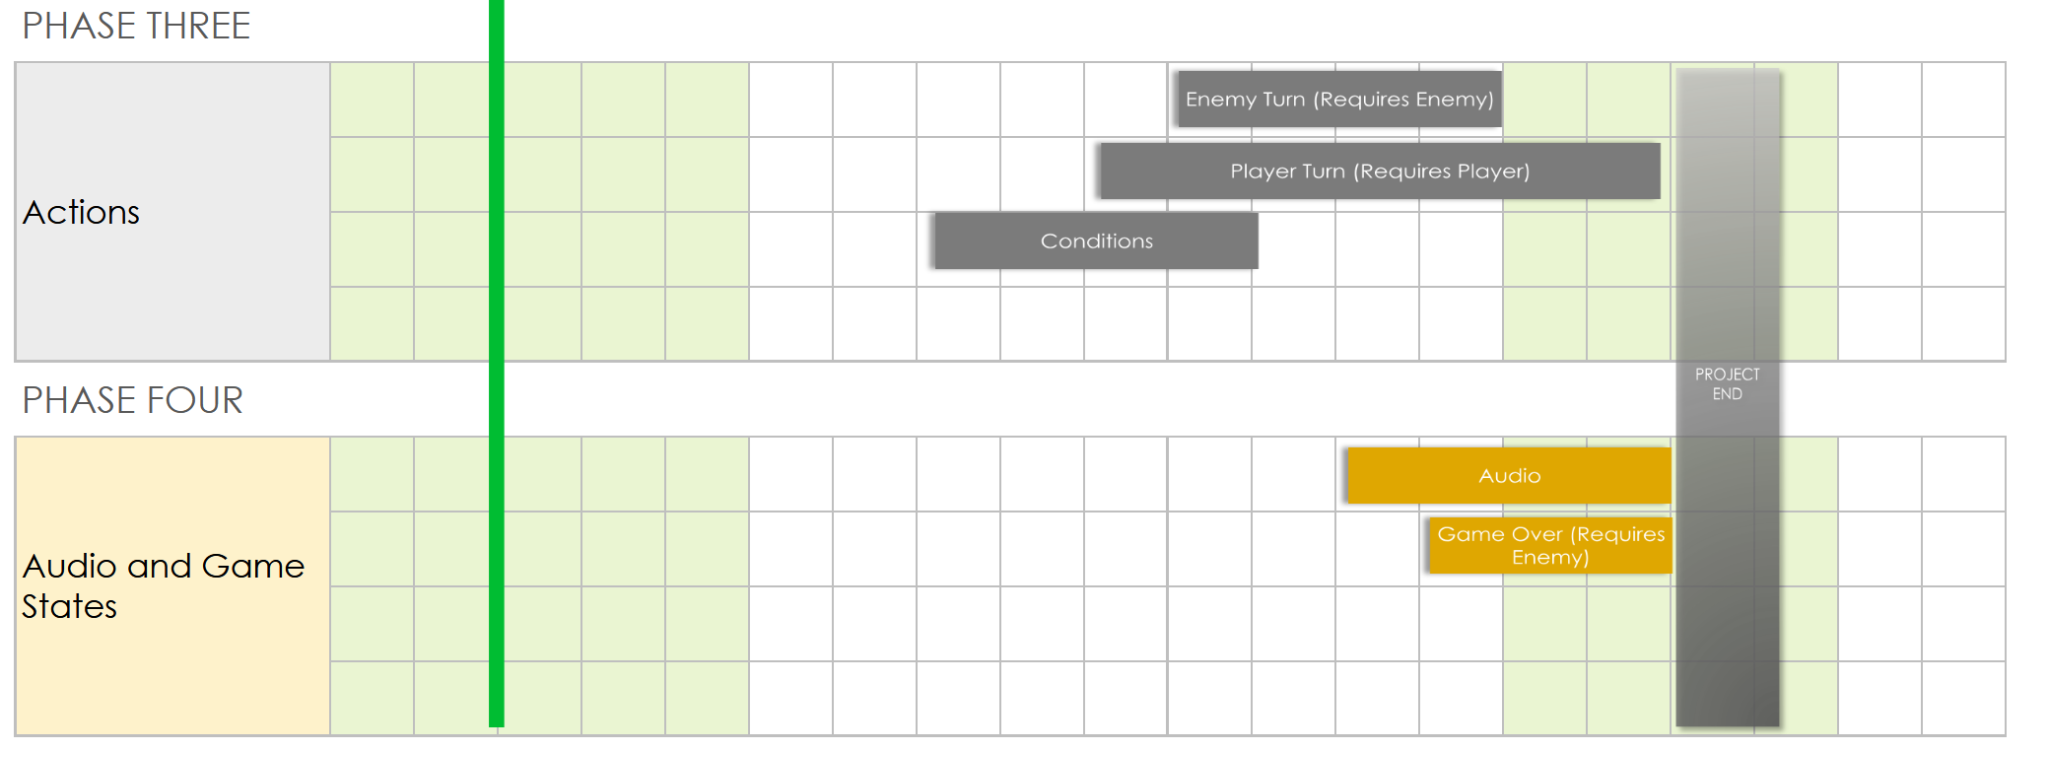 PHASE THREE
Actions
Enemy Turn (Requires Enemy)
Player Turn (Requires Player)
Conditions
PROJECT
END
PHASE FOUR
Audio and Game
States
Audio
Game Over (Requires
Enemy)